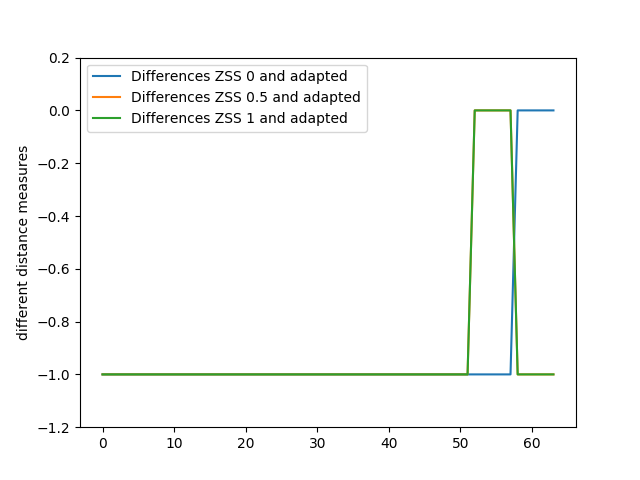 0.2
0.0
−0.2
−0.4
−0.6
−0.8
−1.0
−1.2
different distance measures
Differences ZSS 0 and adapted
Differences ZSS 0.5 and adapted
Differences ZSS 1 and adapted
0 10 20 30 40 50 60